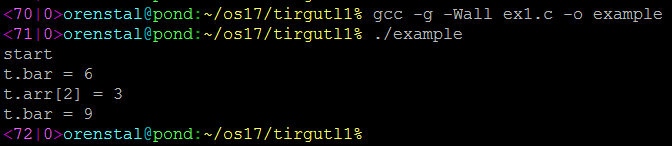 <70|0>orenstal@pond:~/os17/tirgutl1% gcc -g -Wall ex1.c -o example
<71|0>orenstal@pond:~/os17/tirgutl1% ./example
start
t.bar = 6
t.arr[2] = 3
t.bar = 9
<72|0>orenstal@pond:~/os17/tirgutl1%